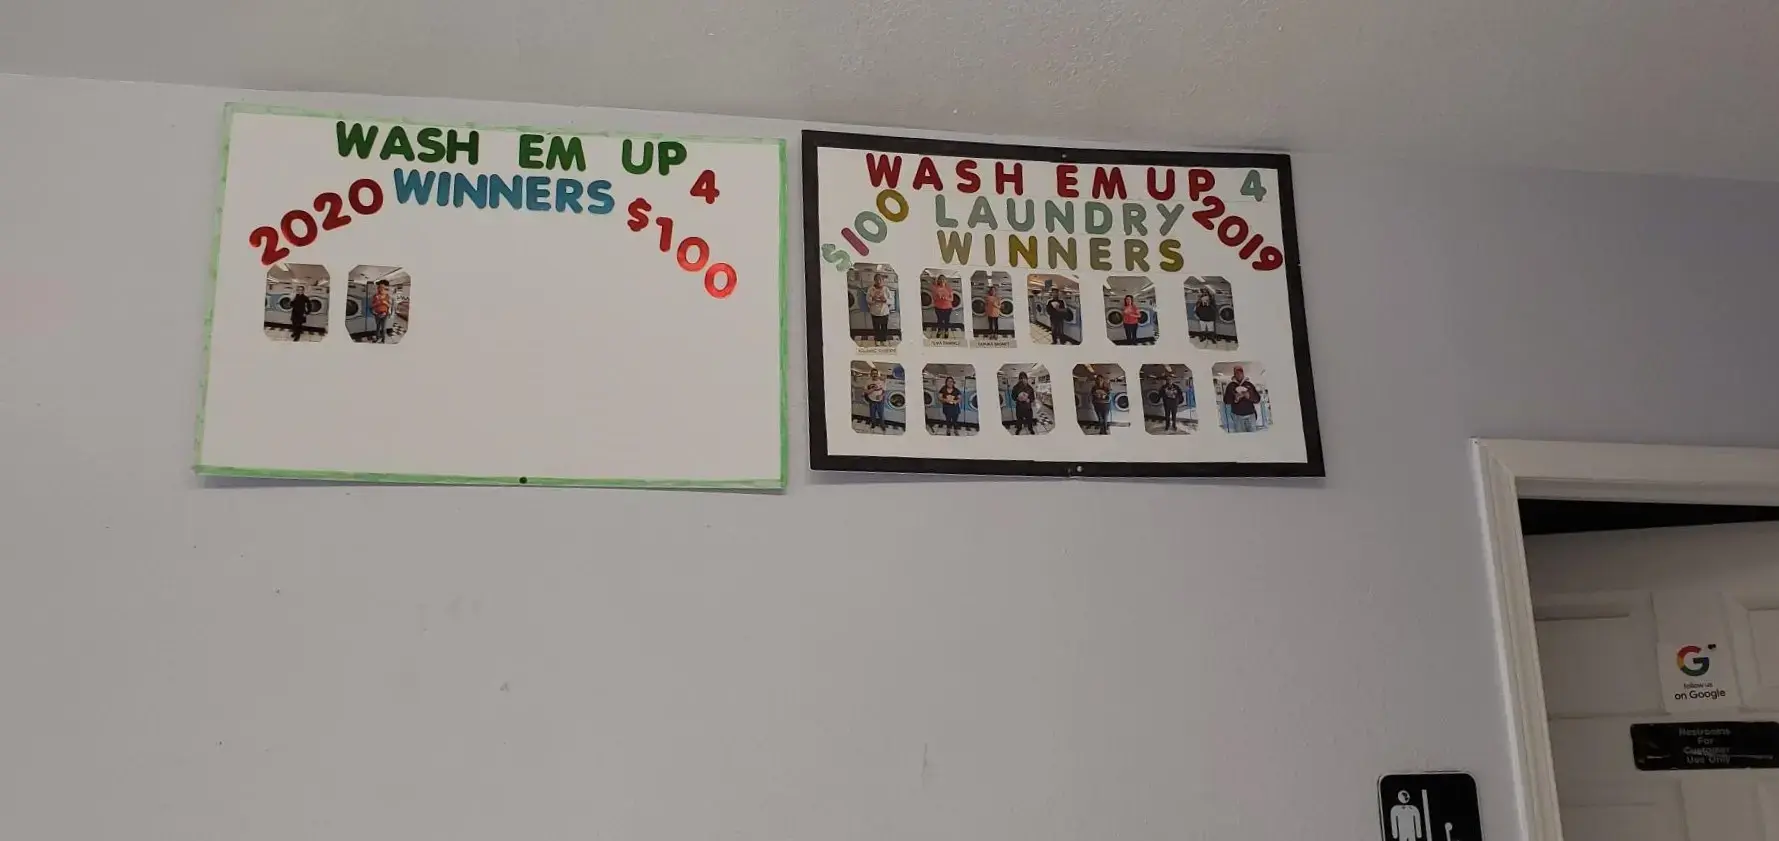 WASH EM UP 4
2020 WINNERS $100
WASH EM UP 4
$100 LAUNDRY 2019
WINNERS
G
follow us
on Google
Restrooms
For
Customer
Use Only